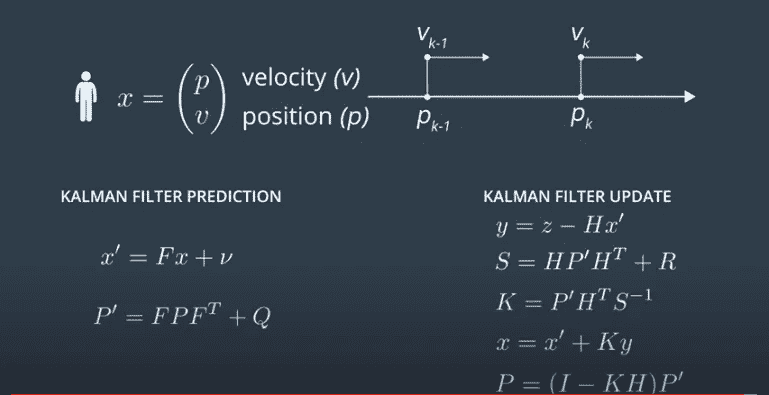 v_{k-1} v_k
x = \begin{pmatrix} p \\ v \end{pmatrix} velocity (v)
position (p) p_{k-1} p_k
KALMAN FILTER PREDICTION
x' = Fx + ν
P' = FPF^T + Q
KALMAN FILTER UPDATE
y = z − Hx'
S = HP'H^T + R
K = P'H^T S^{-1}
x = x' + Ky
P = (I − KH)P'